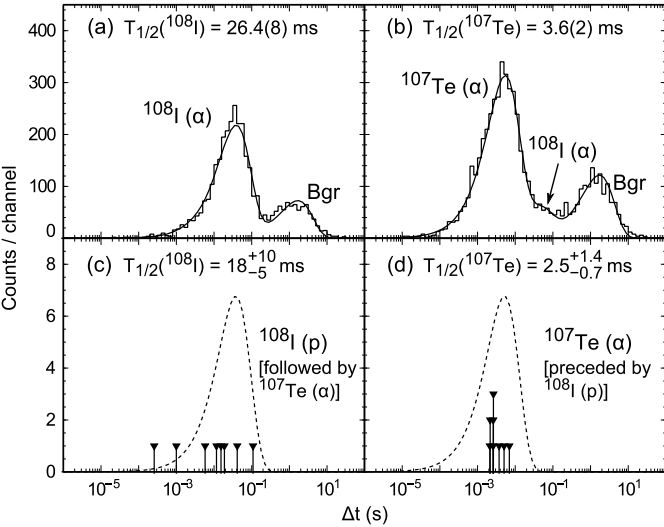 (a) T1/2(108I) = 26.4(8) ms
(b) T1/2(107Te) = 3.6(2) ms
400
300
200
100
0
108I (α)
Bgr
107Te (α)
108I (α)
Bgr
Counts / channel
(c) T1/2(108I) = 18+10−5 ms
(d) T1/2(107Te) = 2.5+1.4−0.7 ms
8
6
4
2
0
108I (p)
[followed by
107Te (α)]
107Te (α)
[preceded by
108I (p)]
10−5 10−3 10−1 101
10−5 10−3 10−1 101
Δt (s)